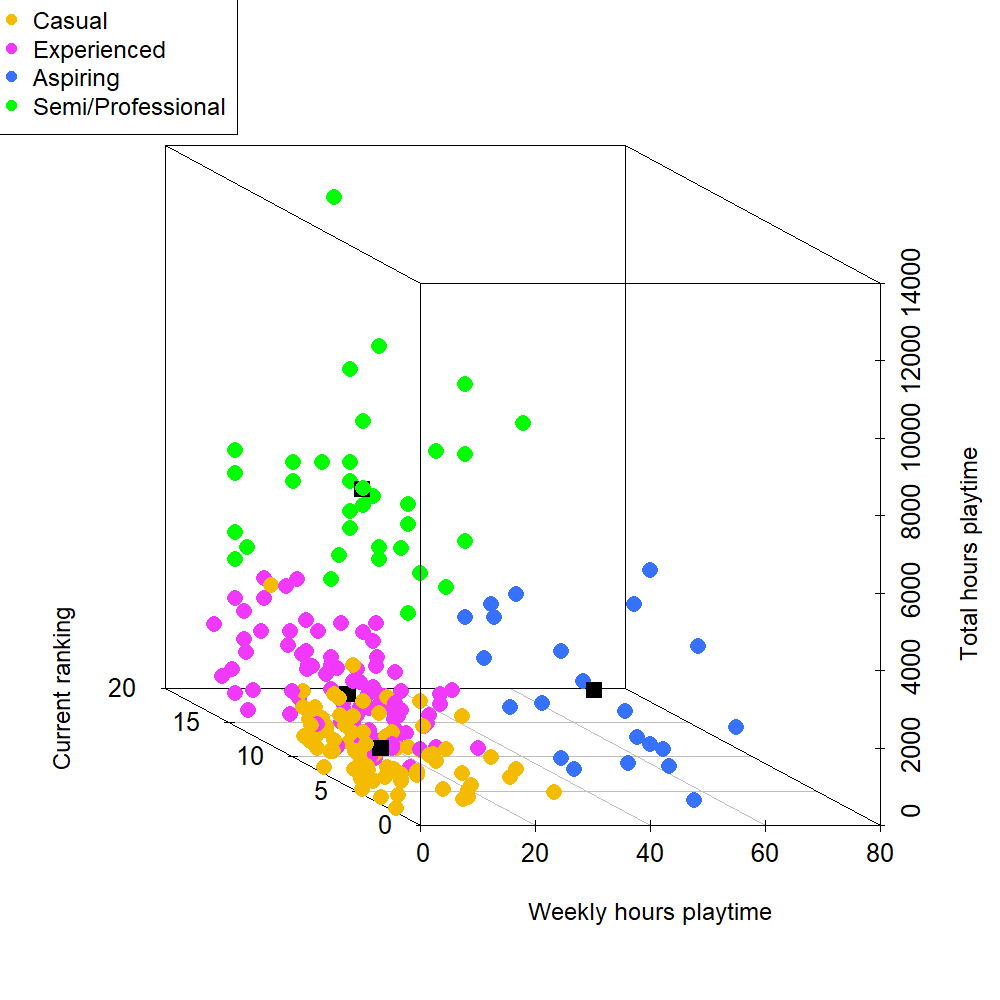 Casual
Experienced
Aspiring
Semi/Professional
Current ranking
20
15
10
5
0
0
20
40
60
80
Weekly hours playtime
0
2000
4000
6000
8000
10000
12000
14000
Total hours playtime